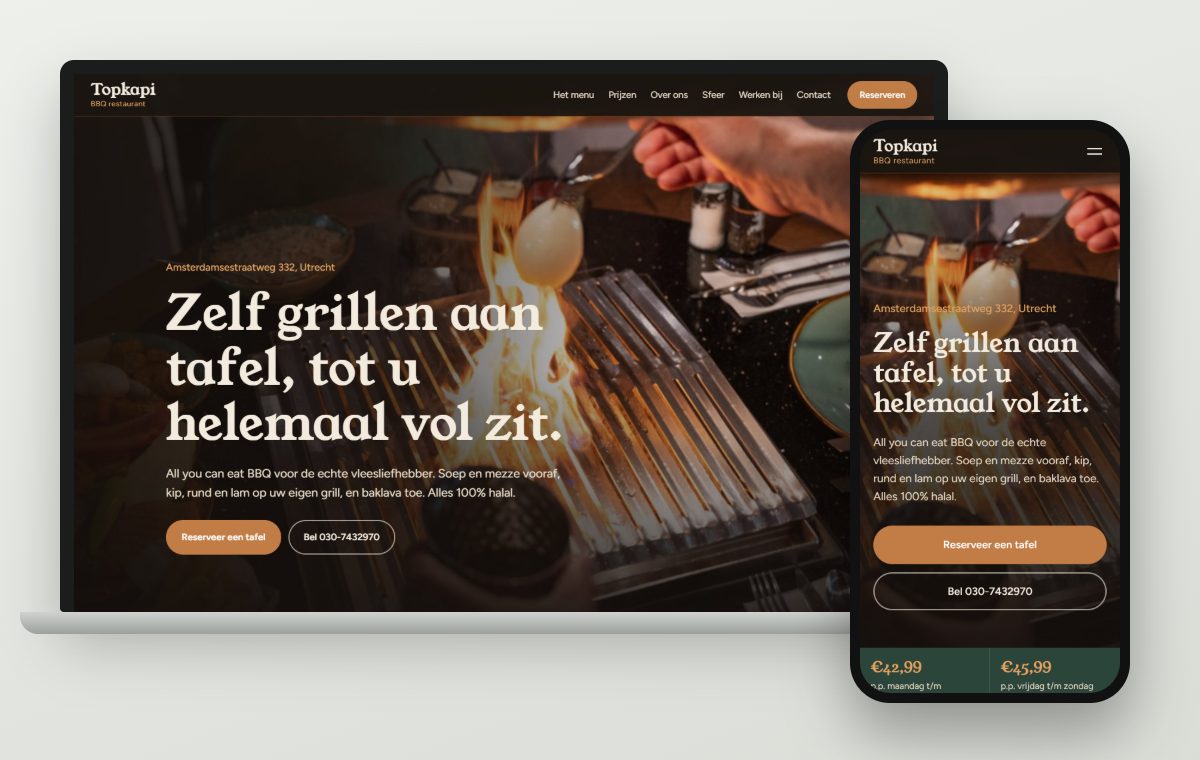 Topkapi
BBQ restaurant
Het menu Prijzen Over ons Sfeer Werken bij Contact Reserveren
Amsterdamsestraatweg 332, Utrecht
Zelf grillen aan
tafel, tot u
helemaal vol zit.
All you can eat BBQ voor de echte vleesliefhebber. Soep en mezze vooraf,
kip, rund en lam op uw eigen grill, en baklava toe. Alles 100% halal.
Reserveer een tafel Bel 030-7432970
Topkapi
BBQ restaurant
Amsterdamsestraatweg 332, Utrecht
Zelf grillen aan
tafel, tot u
helemaal vol zit.
All you can eat BBQ voor de echte
vleesliefhebber. Soep en mezze vooraf, kip,
rund en lam op uw eigen grill, en baklava toe.
Alles 100% halal.
Reserveer een tafel
Bel 030-7432970
€42,99 €45,99
p.p. maandag t/m p.p. vrijdag t/m zondag